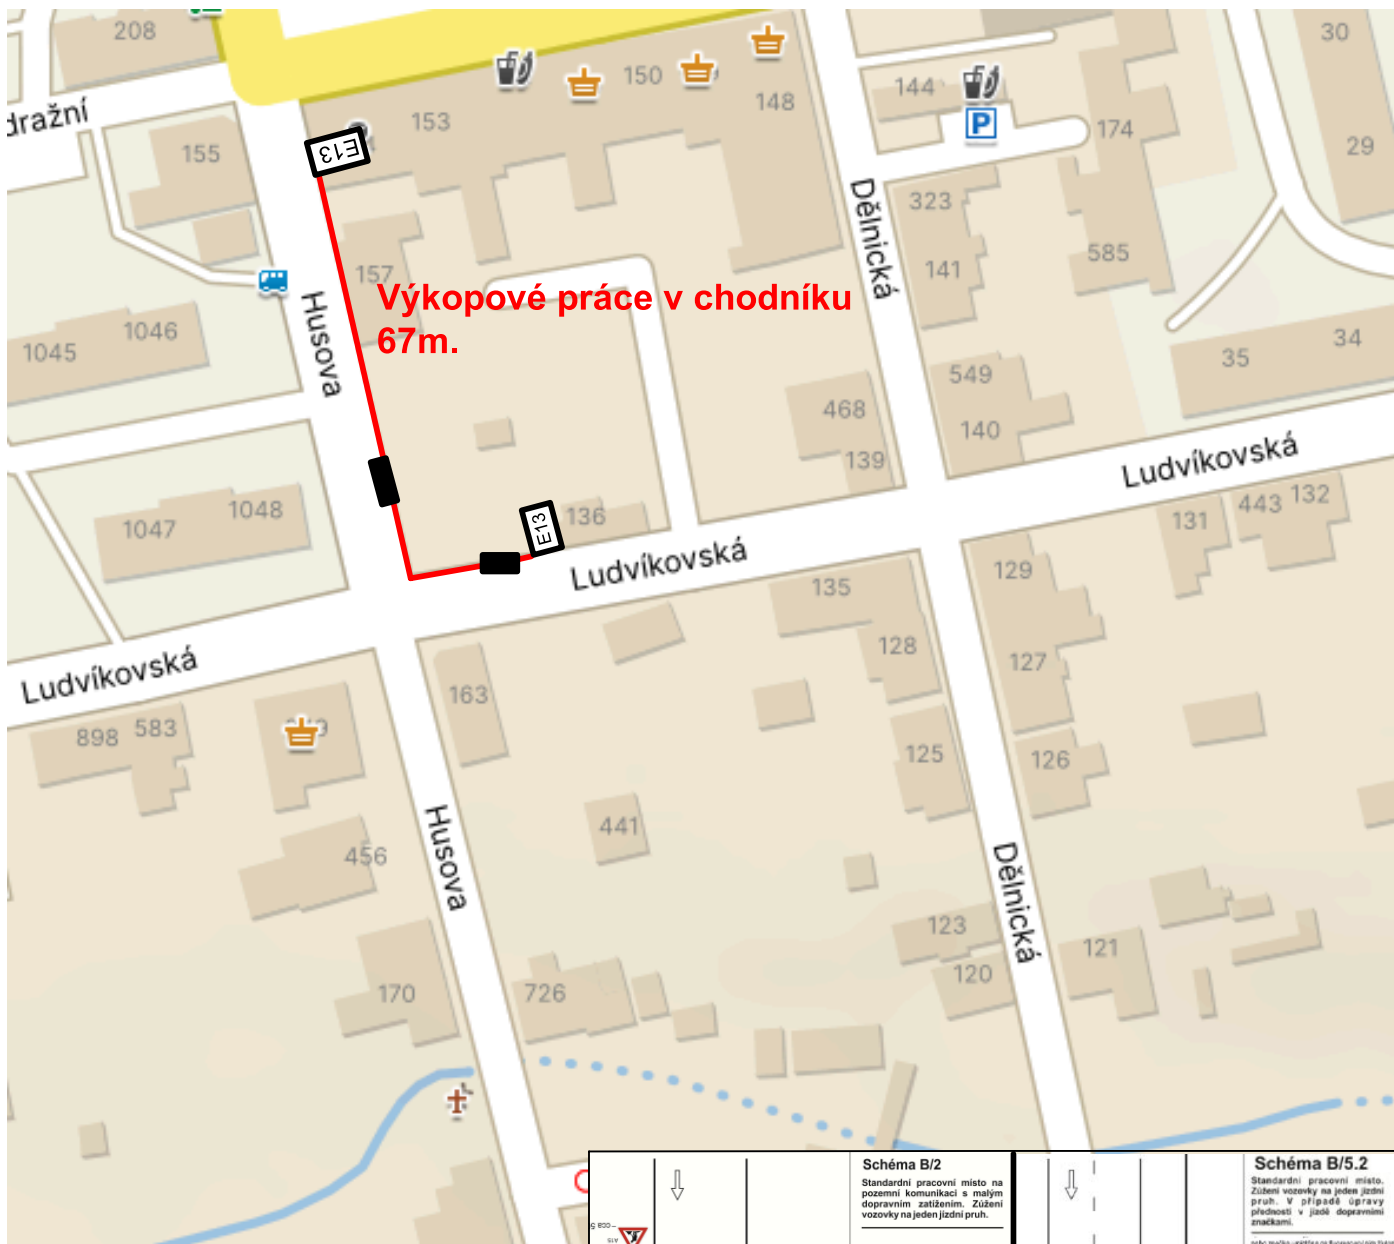 208
dražní
155
153
150
148
144
P
174
30
29
E13
323
141
585
157
Výkopové práce v chodníku
67m.
Husova
Dělnická
1046
1045
35
34
549
140
468
139
Ludvíkovská
1047
1048
E13
136
131
443
132
Ludvíkovská
135
129
128
127
Ludvíkovská
163
898
583
125
126
441
456
Husova
Dělnická
123
120
121
170
726
Schéma B/2
Standardní pracovní místo na
pozemní komunikaci s malým
dopravním zatížením. Zúžení
vozovky na jeden jízdní pruh.
A15
Schéma B/5.2
Standardní pracovní místo.
Zúžení vozovky na jeden jízdní
pruh. V případě úpravy
přednosti v jízdě dopravními
značkami.